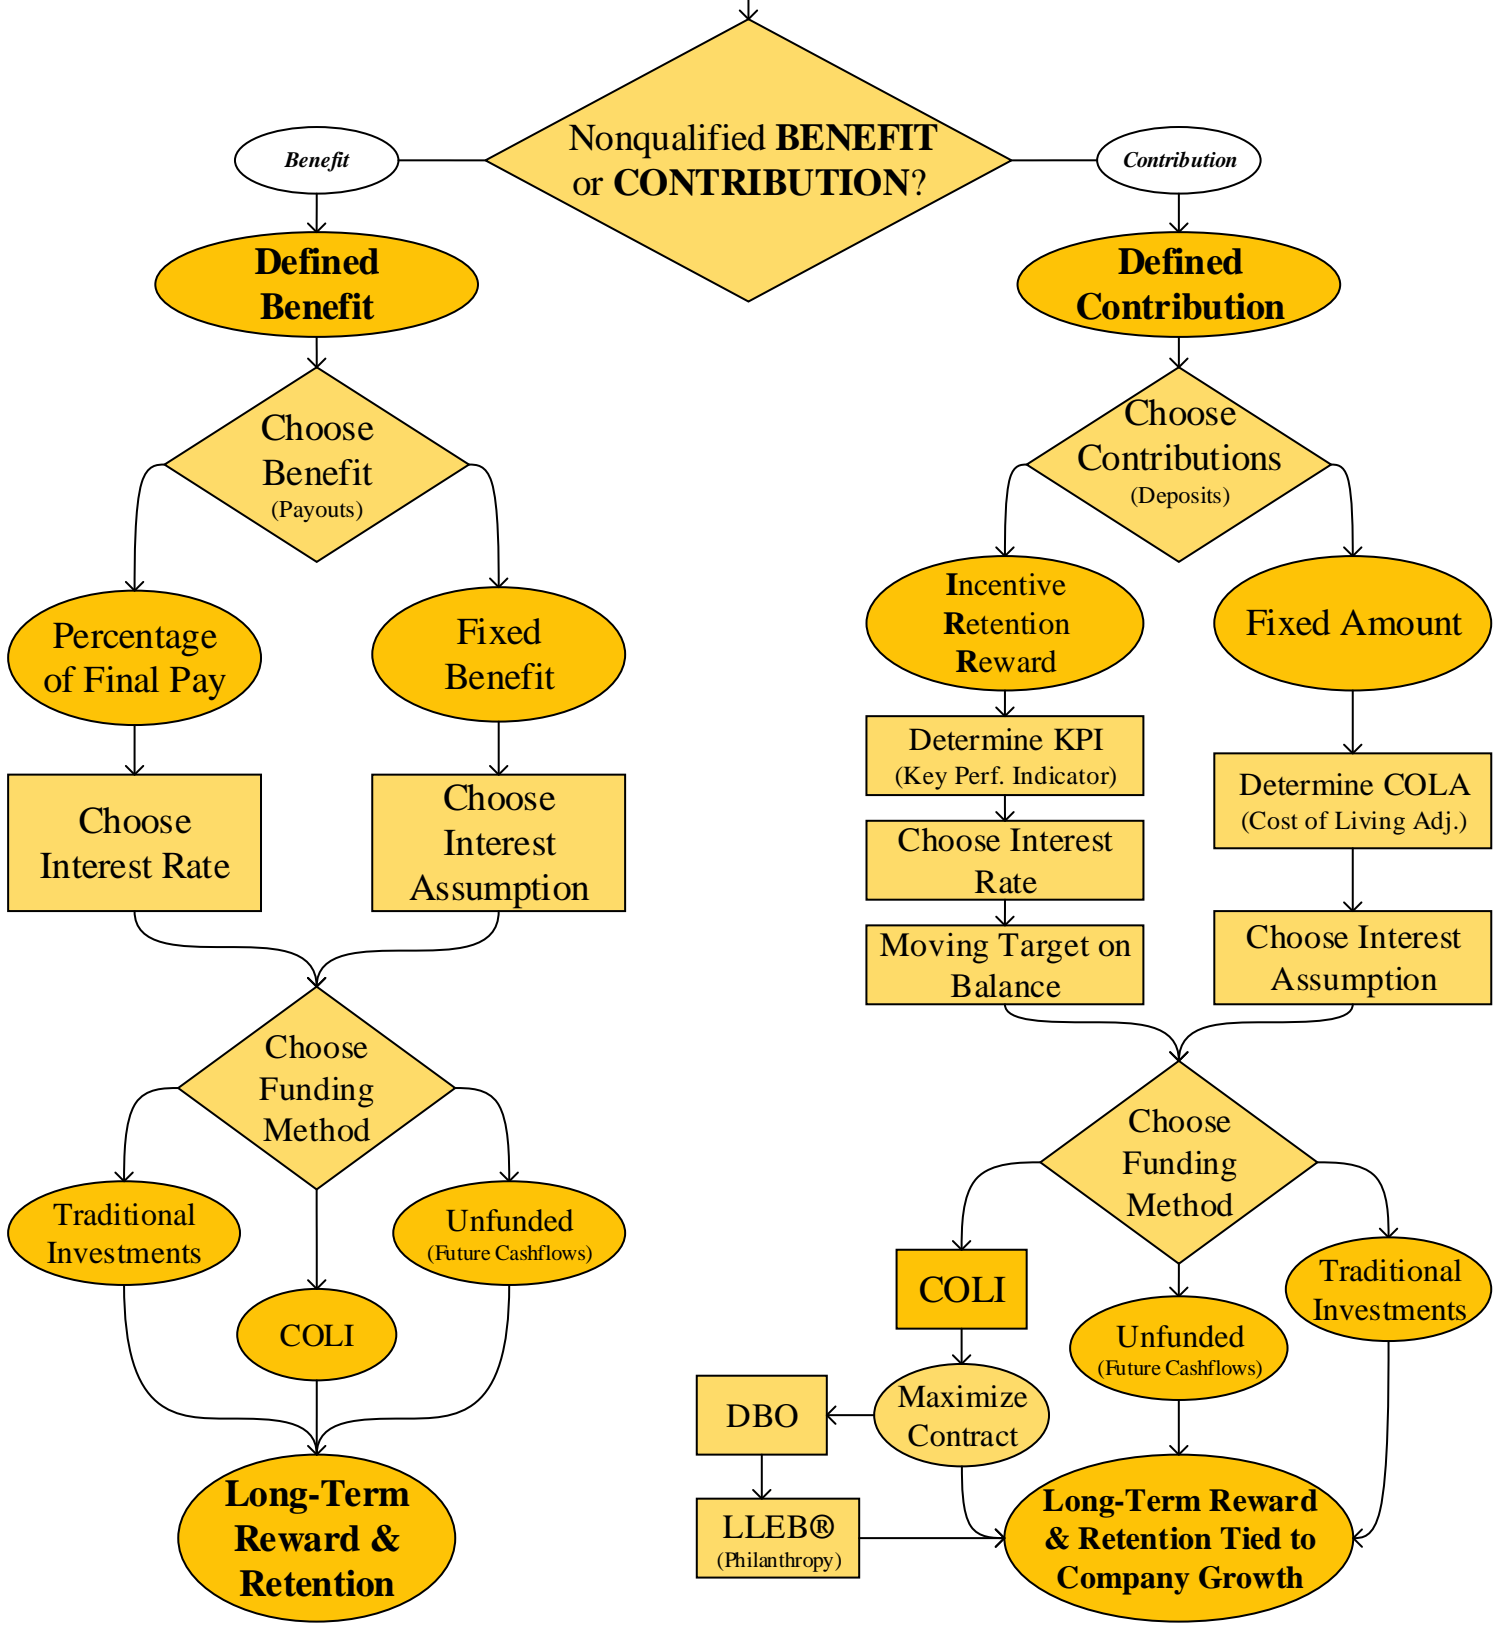 Nonqualified BENEFIT
or CONTRIBUTION?
Benefit
Contribution
Defined
Benefit
Defined
Contribution
Choose
Benefit
(Payouts)
Choose
Contributions
(Deposits)
Percentage
of Final Pay
Fixed
Benefit
Incentive
Retention
Reward
Fixed Amount
Choose
Interest Rate
Choose
Interest
Assumption
Determine KPI
(Key Perf. Indicator)
Choose Interest
Rate
Moving Target on
Balance
Determine COLA
(Cost of Living Adj.)
Choose Interest
Assumption
Choose
Funding
Method
Traditional
Investments
COLI
Unfunded
(Future Cashflows)
Long-Term
Reward &
Retention
Choose
Funding
Method
COLI
Unfunded
(Future Cashflows)
Traditional
Investments
Maximize
Contract
DBO
LLEB®
(Philanthropy)
Long-Term Reward
& Retention Tied to
Company Growth